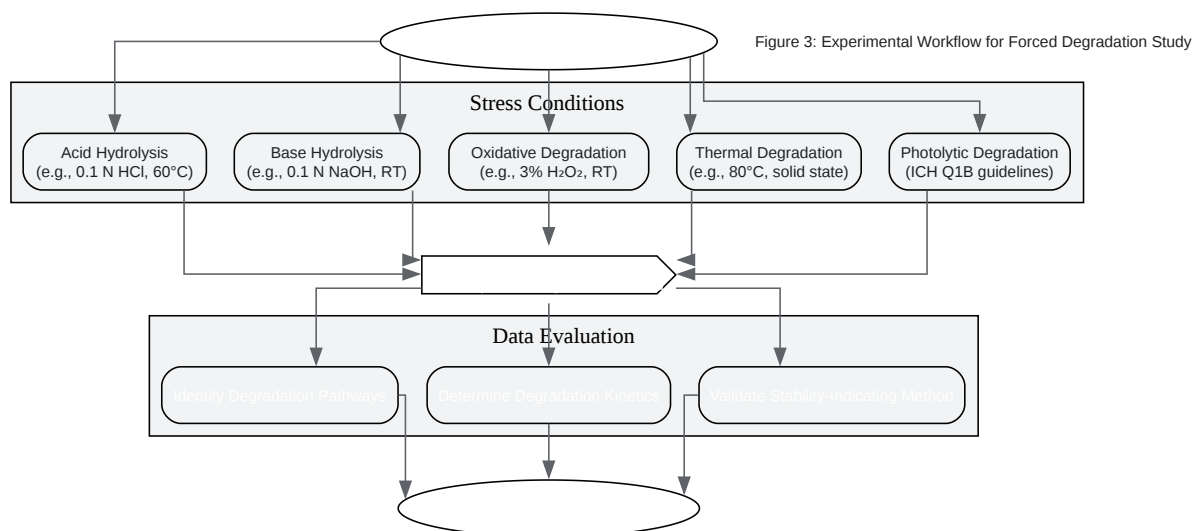 Figure 3: Experimental Workflow for Forced Degradation Study
Stress Conditions
Acid Hydrolysis
(e.g., 0.1 N HCl, 60°C)
Base Hydrolysis
(e.g., 0.1 N NaOH, RT)
Oxidative Degradation
(e.g., 3% H₂O₂, RT)
Thermal Degradation
(e.g., 80°C, solid state)
Photolytic Degradation
(ICH Q1B guidelines)
Data Evaluation
Identify Degradation Pathways
Determine Degradation Kinetics
Validate Stability-Indicating Method